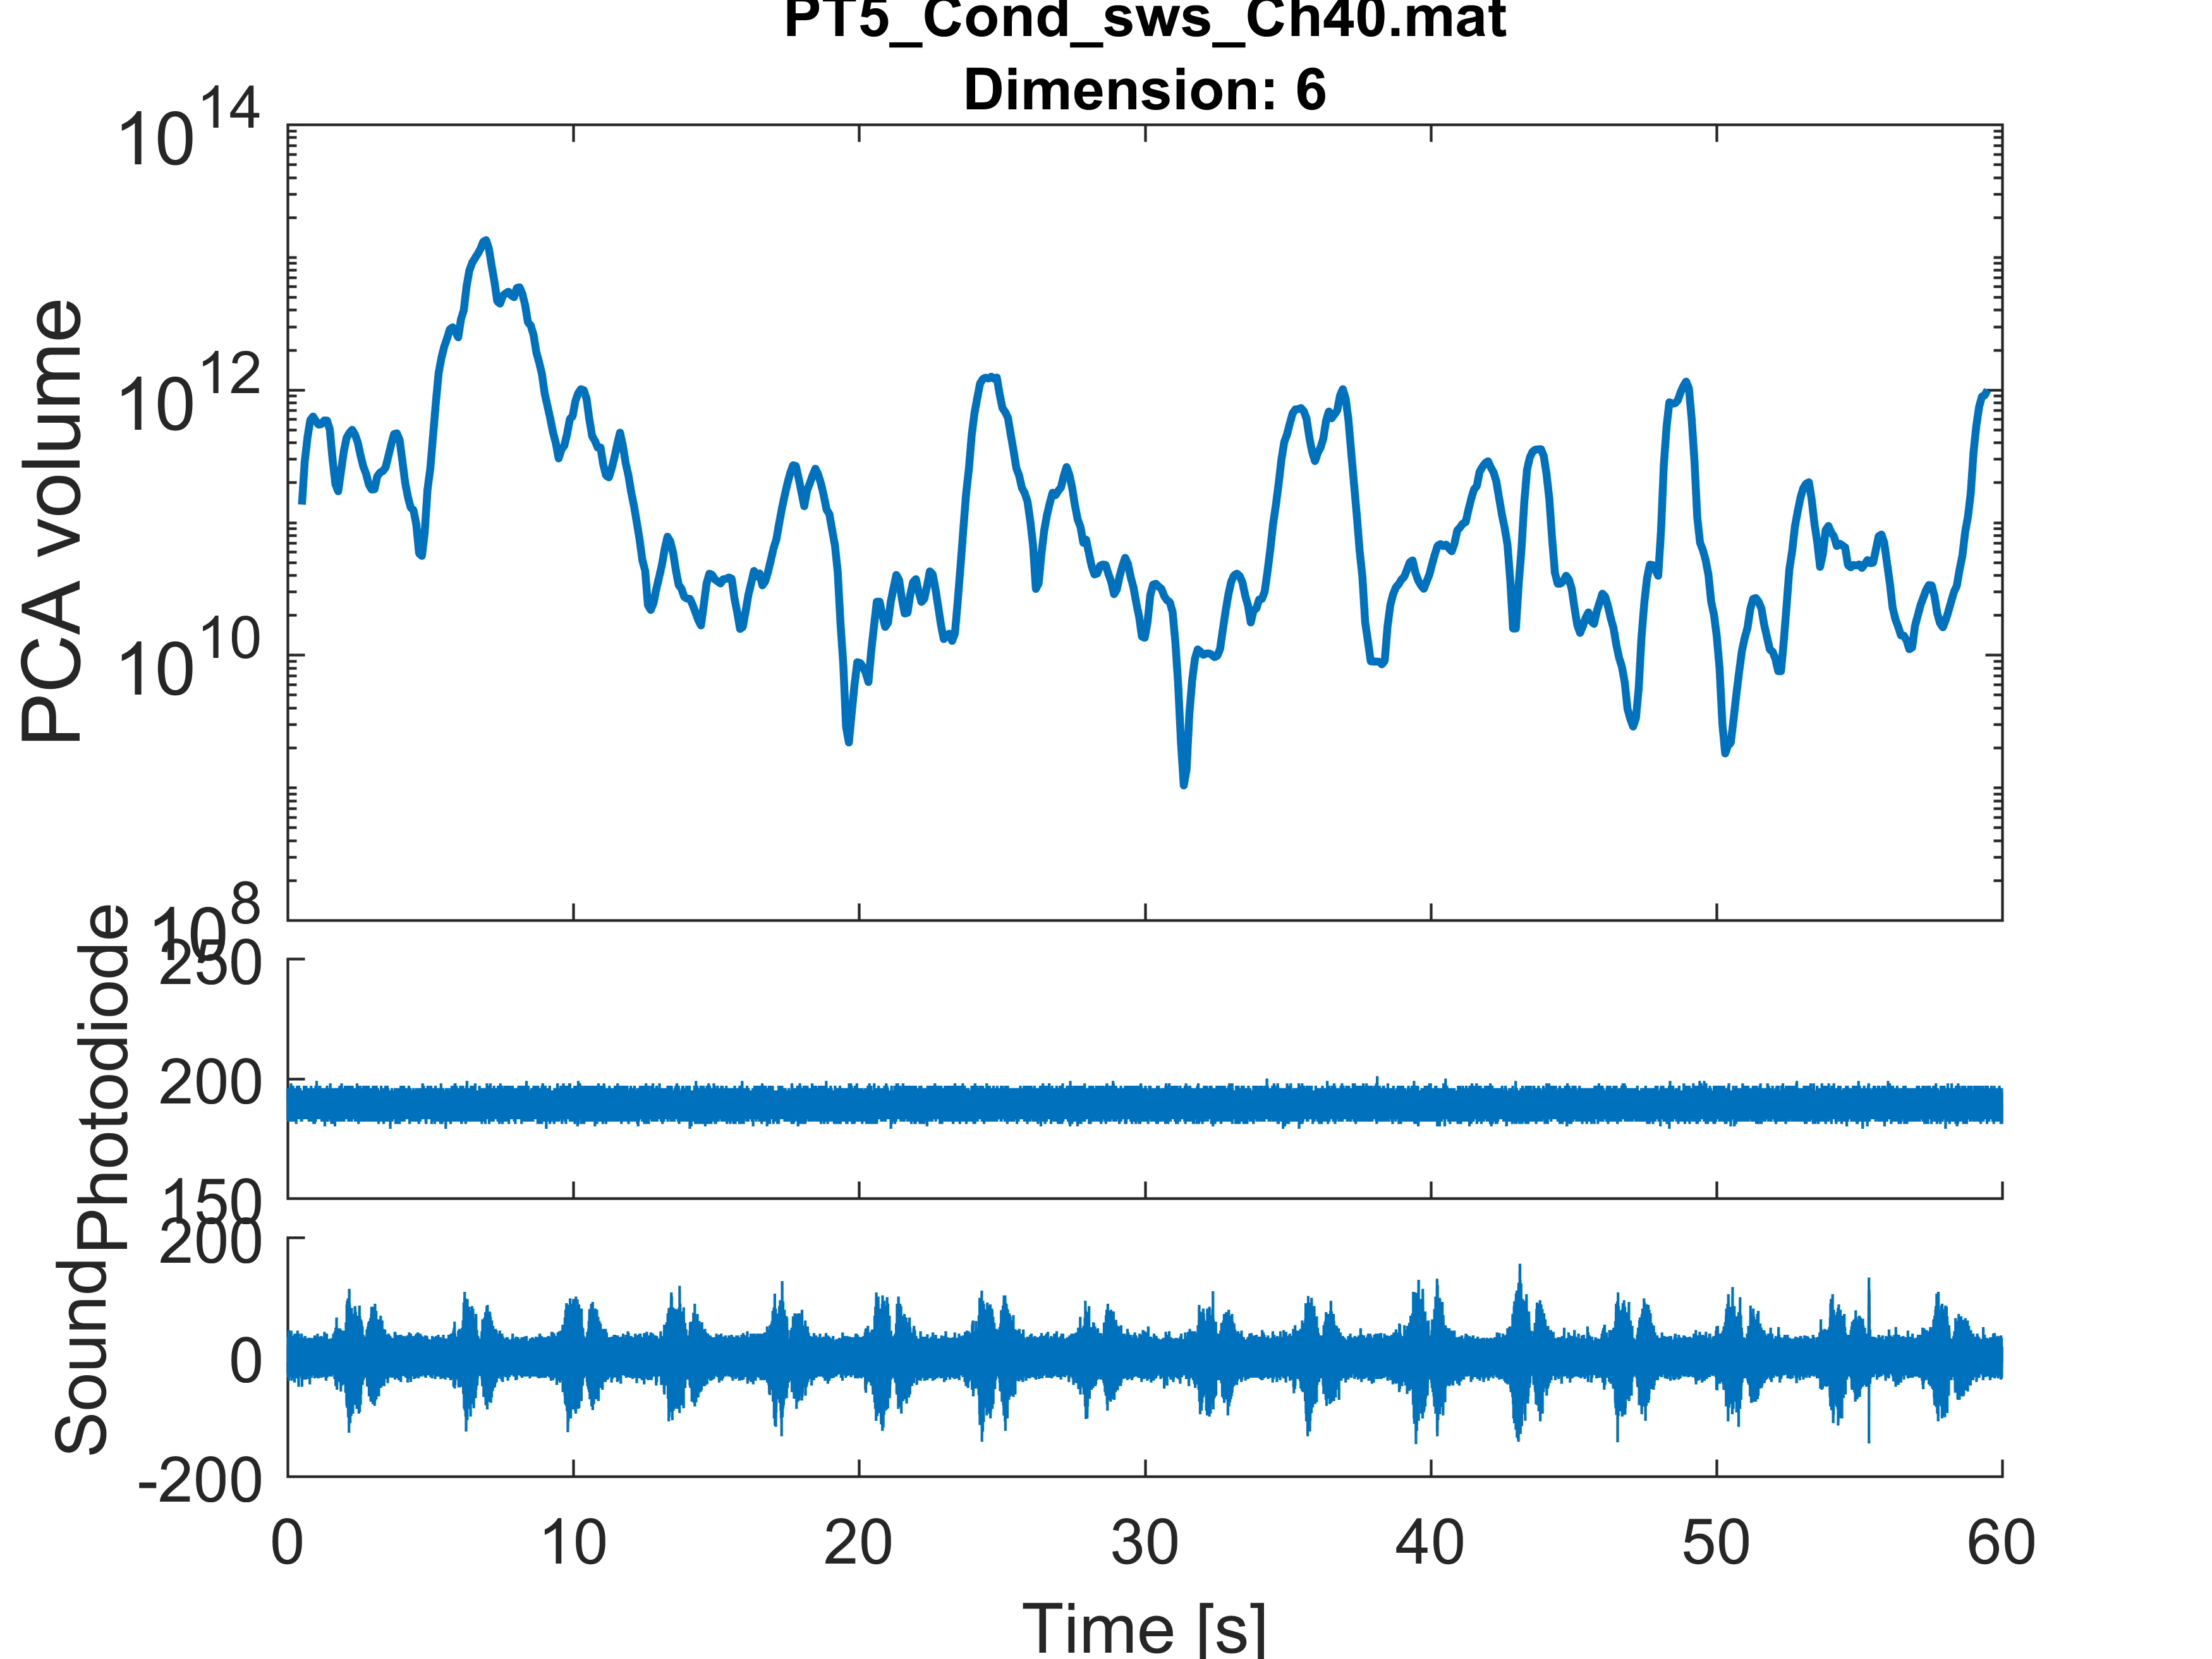 PT5_Cond_sws_Ch40.mat
Dimension: 6
PCA volume
10^14
10^12
10^10
10^8
Photodiode
250
200
150
Sound
200
0
-200
0 10 20 30 40 50 60
Time [s]